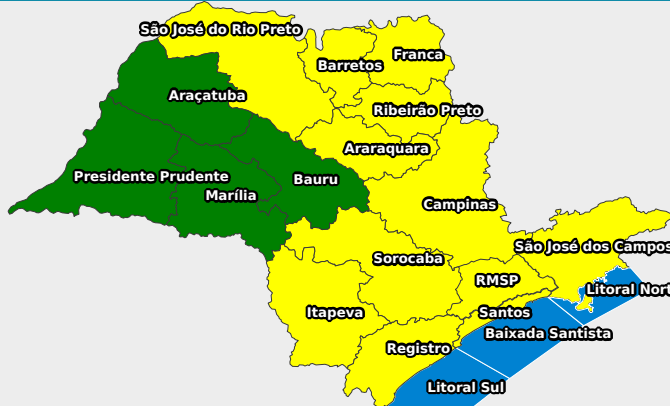 São José do Rio Preto
Franca
Barretos
Araçatuba
Ribeirão Preto
Araraquara
Presidente Prudente
Bauru
Marília
Campinas
São José dos Campos
Sorocaba
RMSP
Litoral Nort
Itapeva
Santos
Baixada Santista
Registro
Litoral Sul